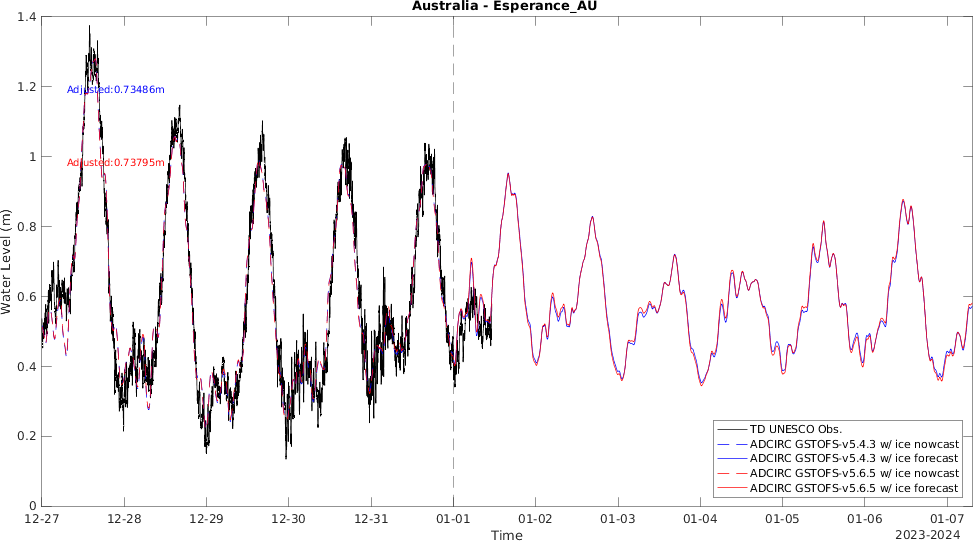 Australia - Esperance_AU
1.4
1.2
1
0.8
0.6
0.4
0.2
0
Water Level (m)
Adjusted:0.73486m
Adjusted:0.73795m
TD UNESCO Obs.
ADCIRC GSTOFS-v5.4.3 w/ ice nowcast
ADCIRC GSTOFS-v5.4.3 w/ ice forecast
ADCIRC GSTOFS-v5.6.5 w/ ice nowcast
ADCIRC GSTOFS-v5.6.5 w/ ice forecast
12-27 12-28 12-29 12-30 12-31 01-01 01-02 01-03 01-04 01-05 01-06 01-07
Time
2023-2024